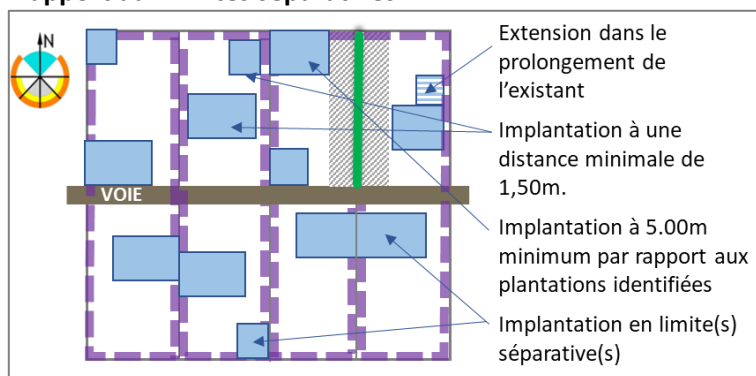 N
Extension dans le
prolongement de
l’existant
Implantation à une
distance minimale de
1,50m.
VOIE
Implantation à 5.00m
minimum par rapport aux
plantations identifiées
Implantation en limite(s)
séparative(s)